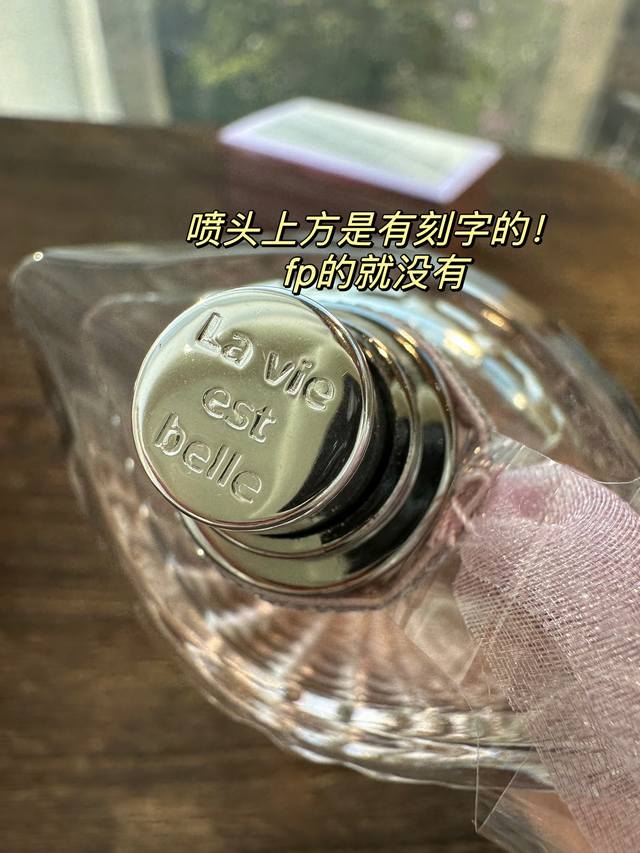 喷头上方是有刻字的！
fp的就没有
La vie
est
belle